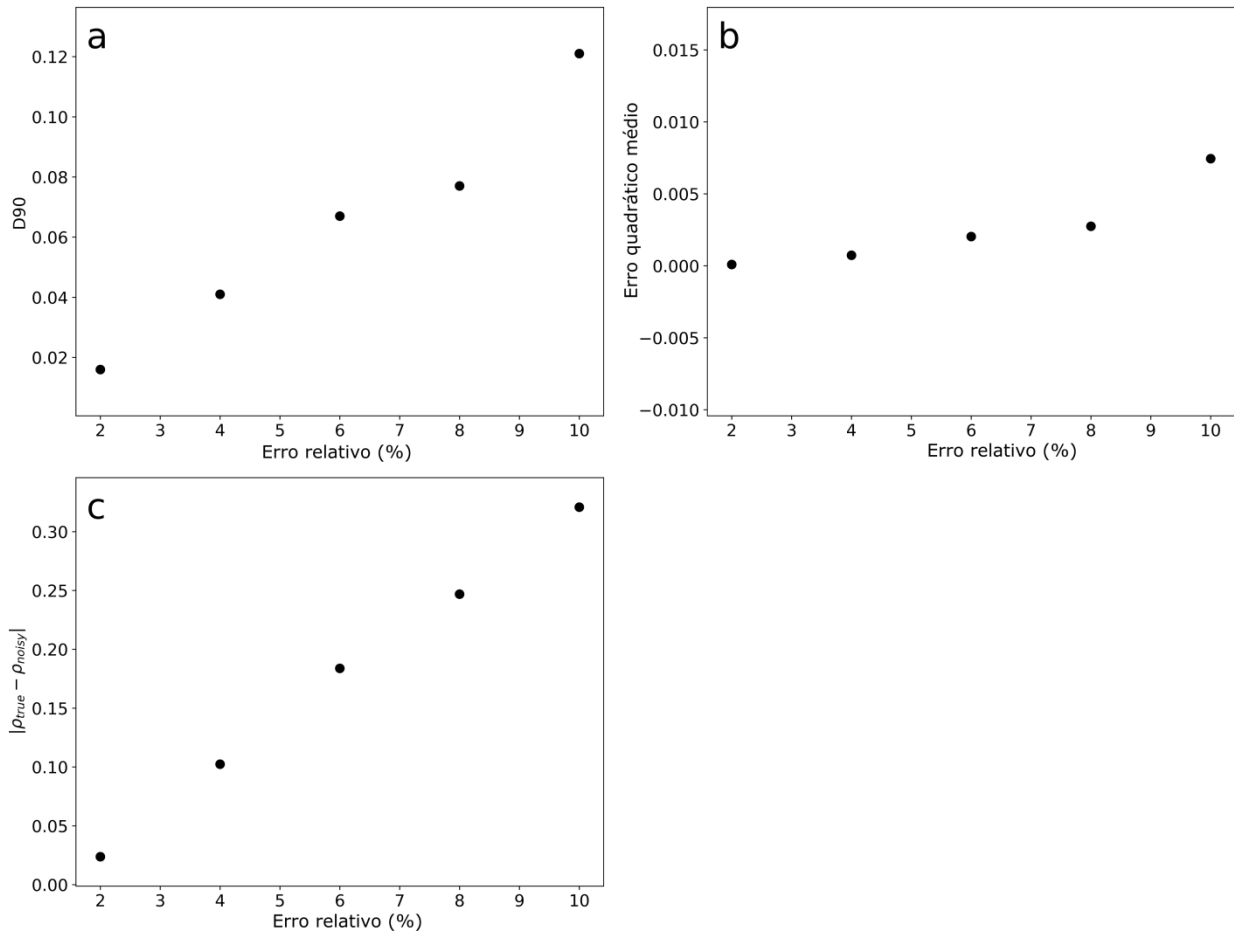 a
0.12
0.10
0.08
0.06
0.04
0.02
D90
2 3 4 5 6 7 8 9 10
Erro relativo (%)
b
0.015
0.010
0.005
0.000
−0.005
−0.010
Erro quadrático médio
2 3 4 5 6 7 8 9 10
Erro relativo (%)
c
0.30
0.25
0.20
0.15
0.10
0.05
0.00
|ρtrue − ρnoisy|
2 3 4 5 6 7 8 9 10
Erro relativo (%)